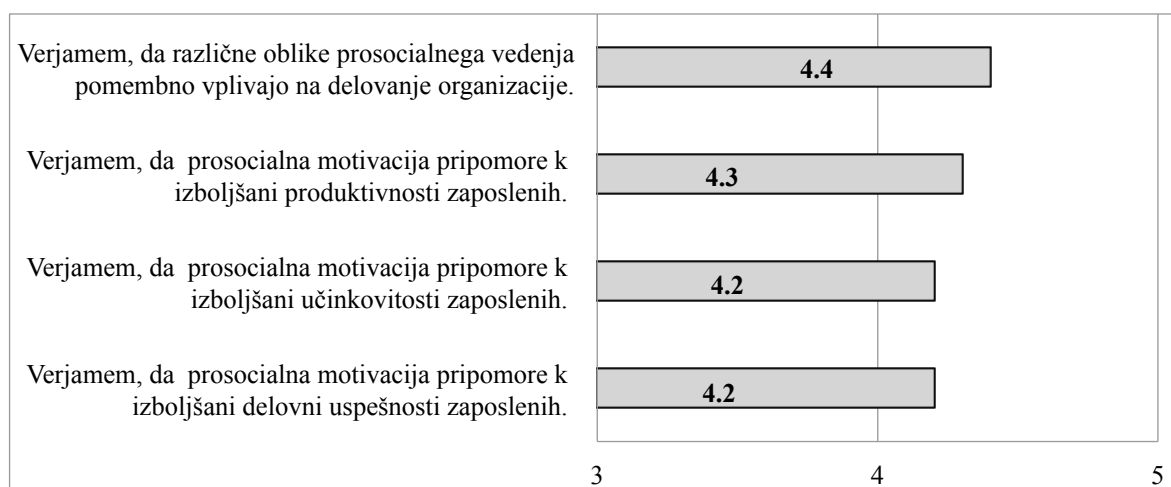 Verjamem, da različne oblike prosocialnega vedenja
pomembno vplivajo na delovanje organizacije.
4.4
Verjamem, da prosocialna motivacija pripomore k
izboljšani produktivnosti zaposlenih.
4.3
Verjamem, da prosocialna motivacija pripomore k
izboljšani učinkovitosti zaposlenih.
4.2
Verjamem, da prosocialna motivacija pripomore k
izboljšani delovni uspešnosti zaposlenih.
4.2
3 4 5